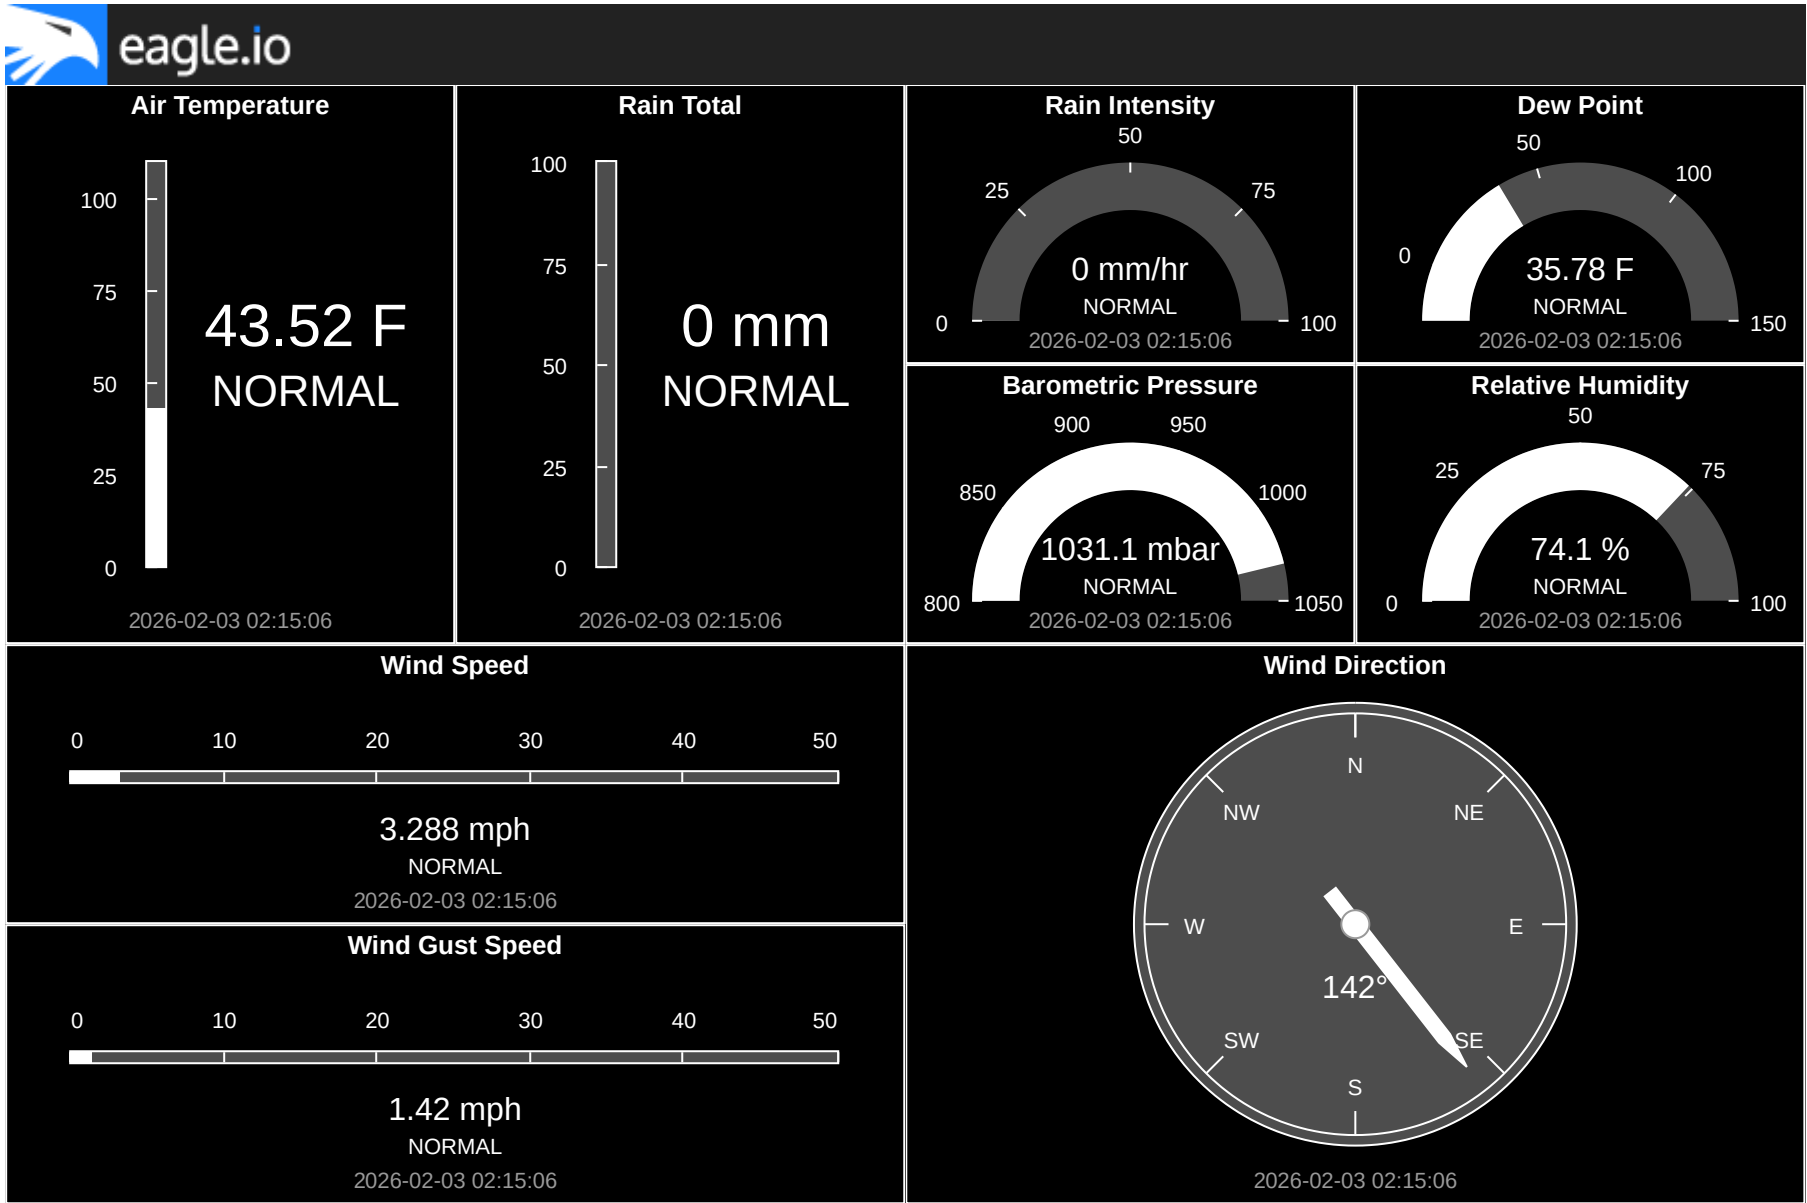 eagle.io
Air Temperature
100
75
50
25
0
43.52 F
NORMAL
2026-02-03 02:15:06
Rain Total
100
75
50
25
0
0 mm
NORMAL
2026-02-03 02:15:06
Rain Intensity
0
25
50
75
100
0 mm/hr
NORMAL
2026-02-03 02:15:06
Dew Point
0
50
100
150
35.78 F
NORMAL
2026-02-03 02:15:06
Barometric Pressure
800
850
900
950
1000
1050
1031.1 mbar
NORMAL
2026-02-03 02:15:06
Relative Humidity
0
25
50
75
100
74.1 %
NORMAL
2026-02-03 02:15:06
Wind Speed
0 10 20 30 40 50
3.288 mph
NORMAL
2026-02-03 02:15:06
Wind Gust Speed
0 10 20 30 40 50
1.42 mph
NORMAL
2026-02-03 02:15:06
Wind Direction
N
NW NE
W E
142°
SW SE
S
2026-02-03 02:15:06